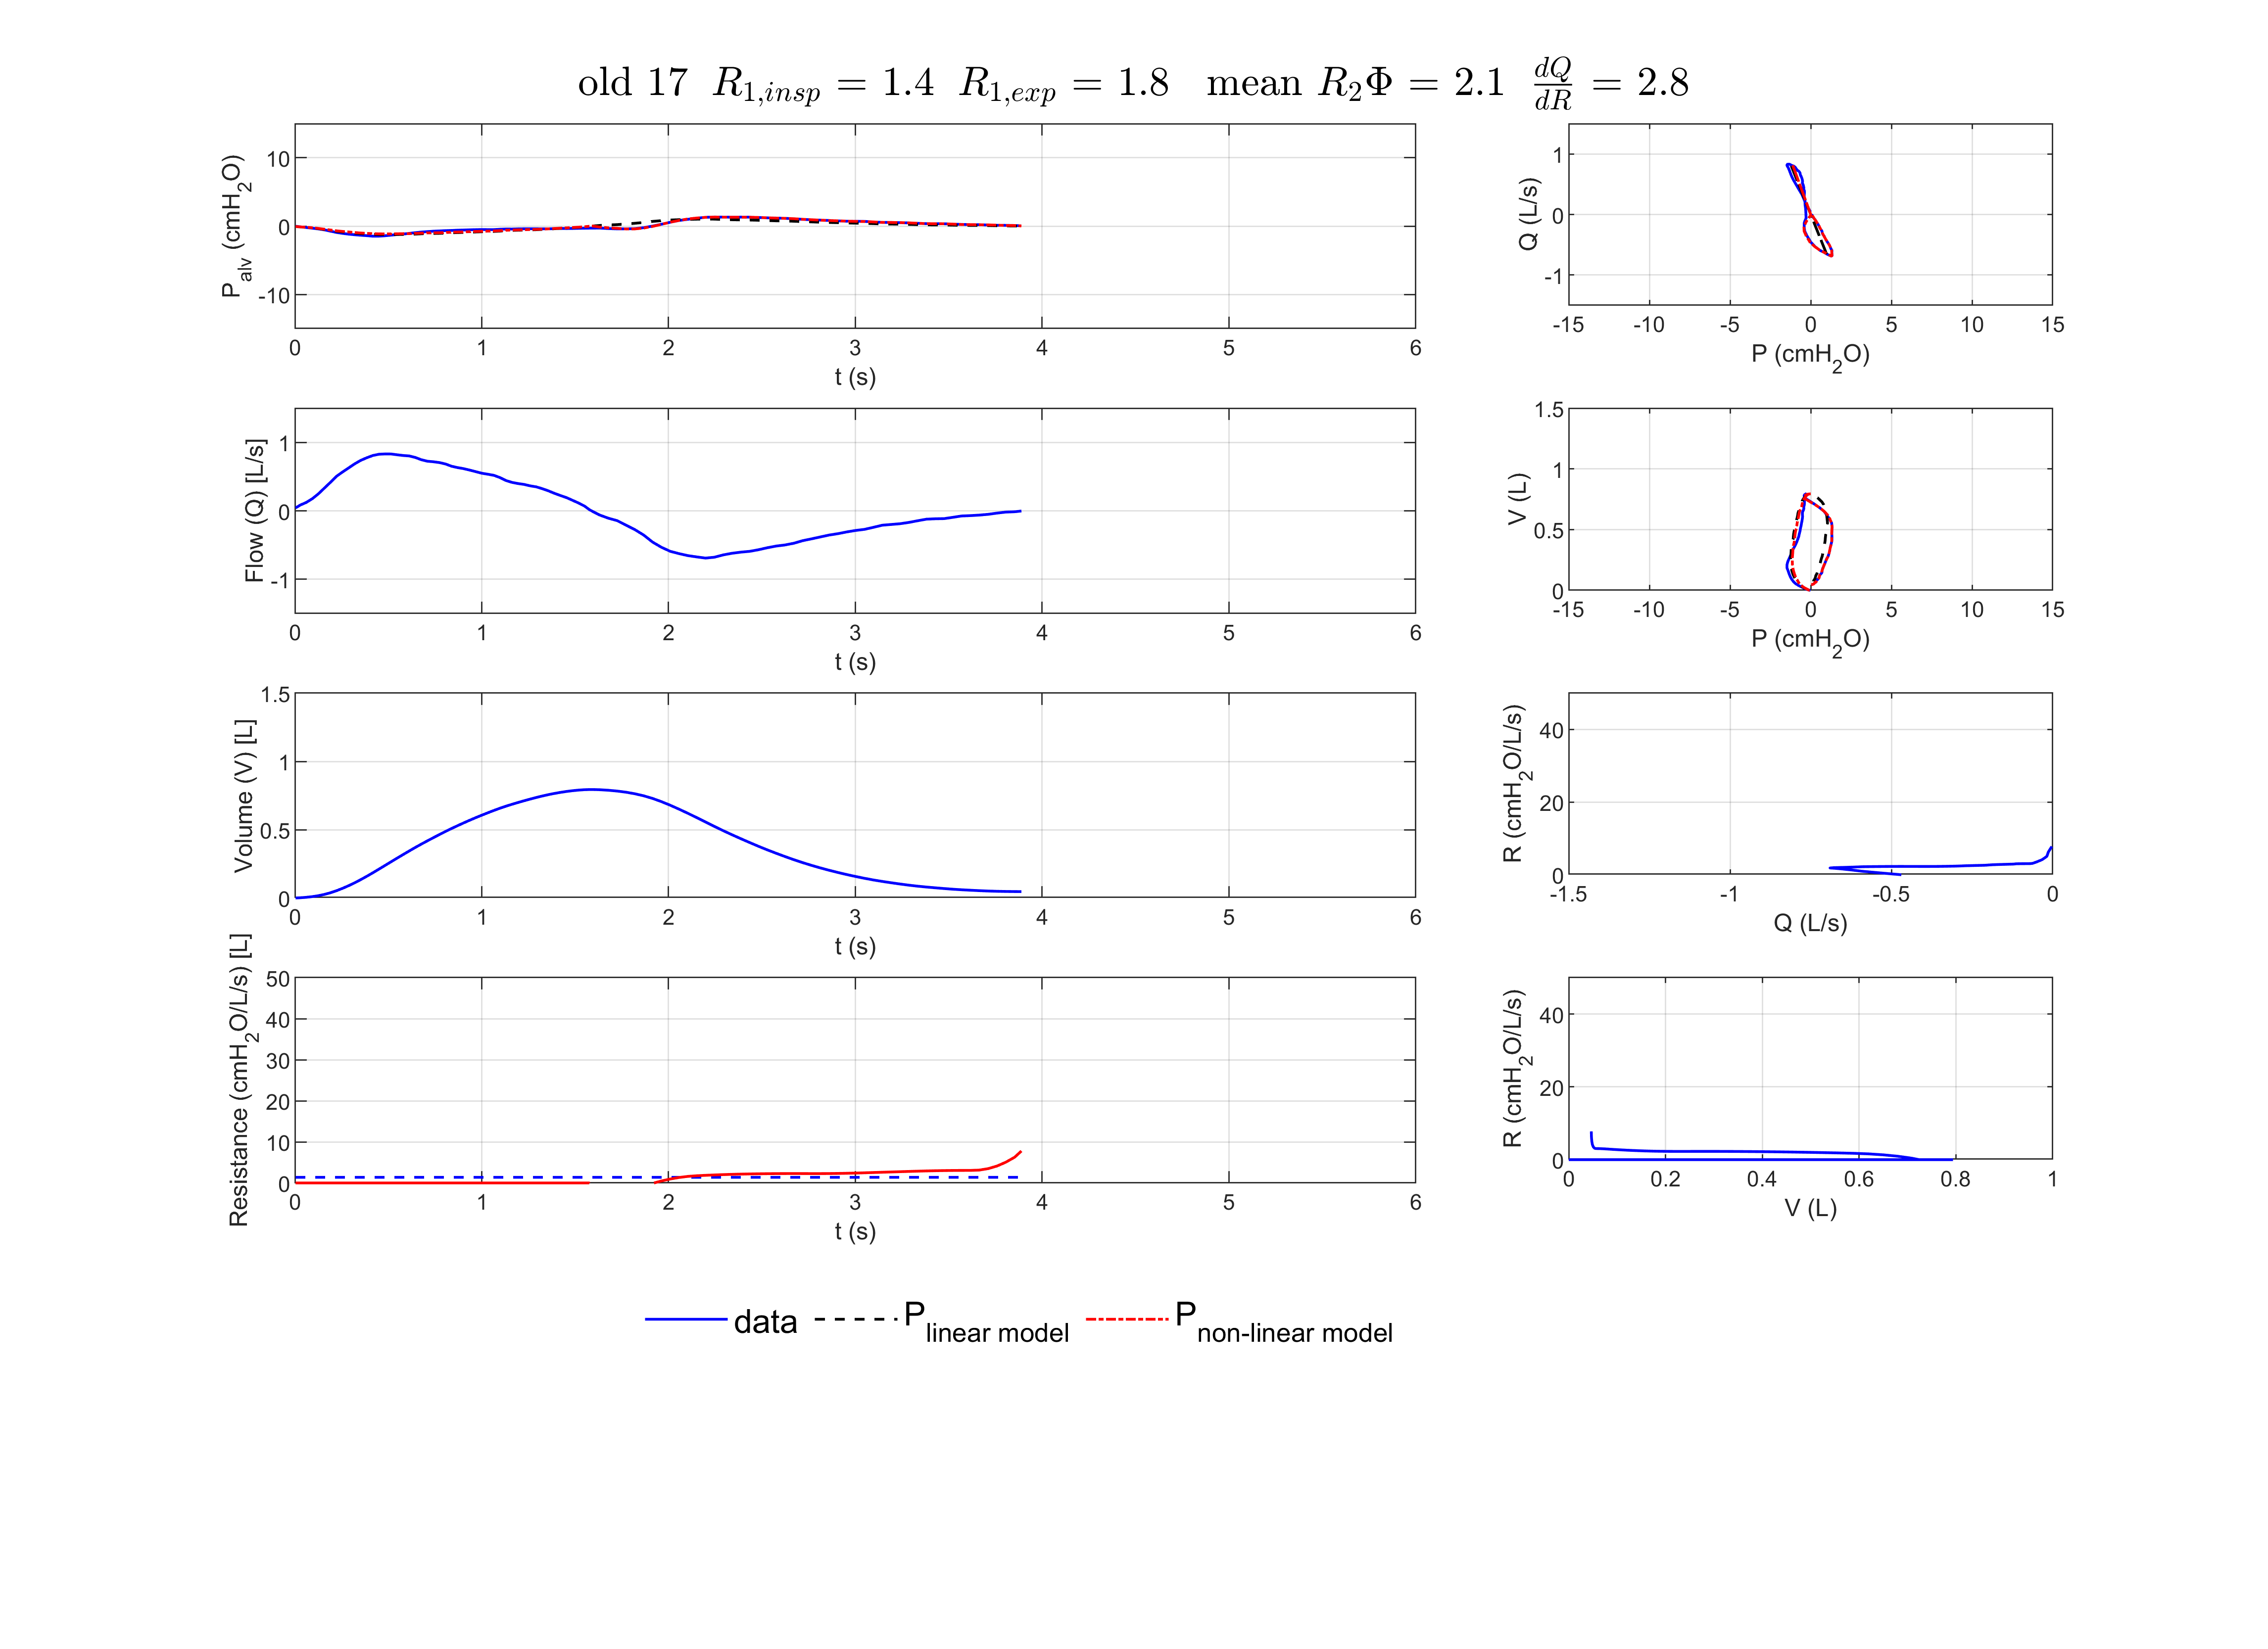 old 17 R1,insp = 1.4 R1,exp = 1.8 mean R2Φ = 2.1 dQ/dR = 2.8
Palv (cmH2O)
10
0
-10
0 1 2 3 4 5 6
t (s)
Q (L/s)
1
0
-1
-15 -10 -5 0 5 10 15
P (cmH2O)
Flow (Q) [L/s]
1
0
-1
0 1 2 3 4 5 6
t (s)
V (L)
1.5
1
0.5
0
-15 -10 -5 0 5 10 15
P (cmH2O)
Volume (V) [L]
1.5
1
0.5
0
0 1 2 3 4 5 6
t (s)
R (cmH2O/L/s)
40
20
0
-1.5 -1 -0.5 0
Q (L/s)
Resistance (cmH2O/L/s) [L]
50
40
30
20
10
0
0 1 2 3 4 5 6
t (s)
R (cmH2O/L/s)
40
20
0
0 0.2 0.4 0.6 0.8 1
V (L)
data Plinear model Pnon-linear model